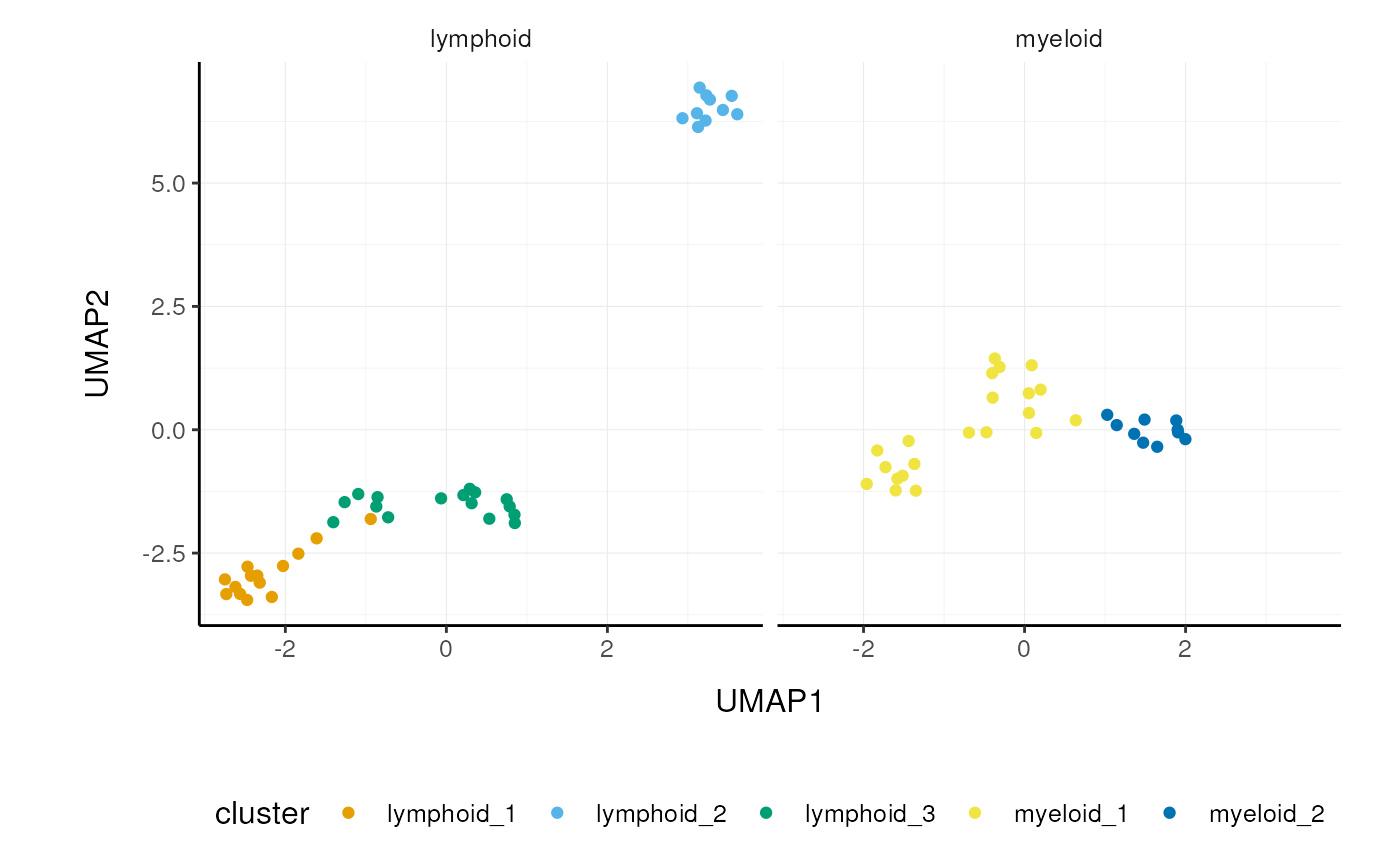 lymphoid myeloid
5.0
2.5
0.0
-2.5
UMAP2
-2 0 2 -2 0 2
UMAP1
cluster lymphoid_1 lymphoid_2 lymphoid_3 myeloid_1 myeloid_2